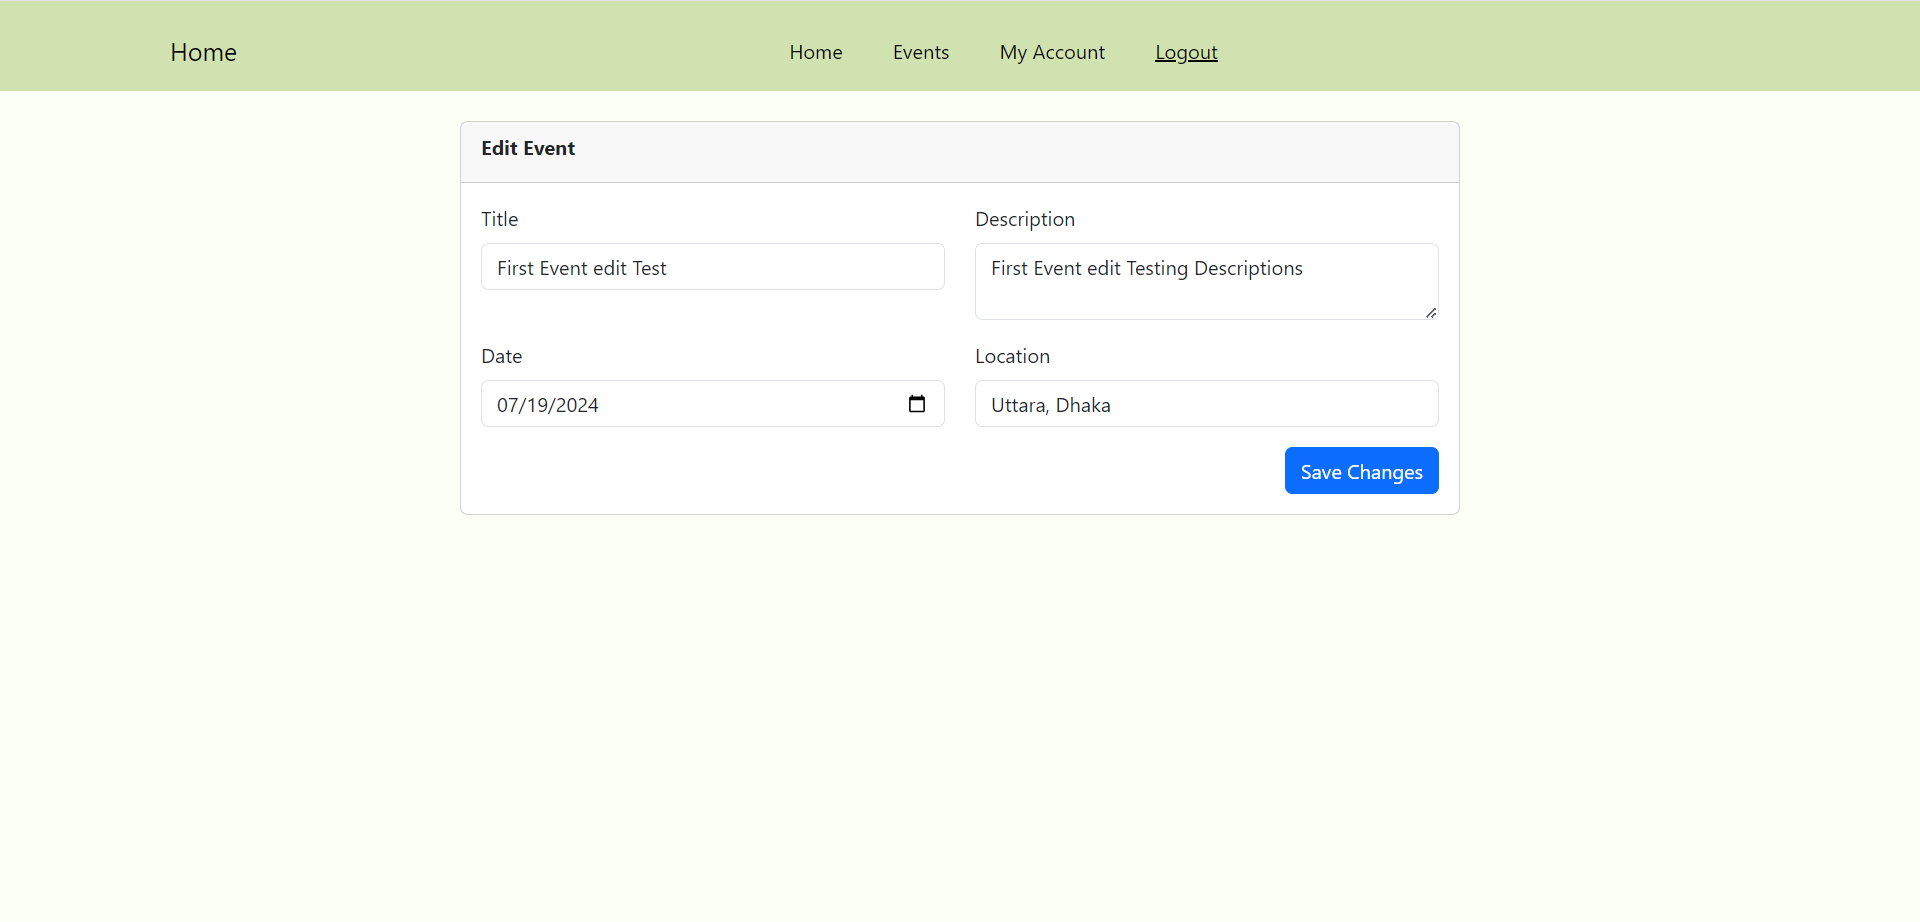 Home
Home Events My Account Logout
Edit Event
Title
First Event edit Test
Description
First Event edit Testing Descriptions
Date
07/19/2024
Location
Uttara, Dhaka
Save Changes